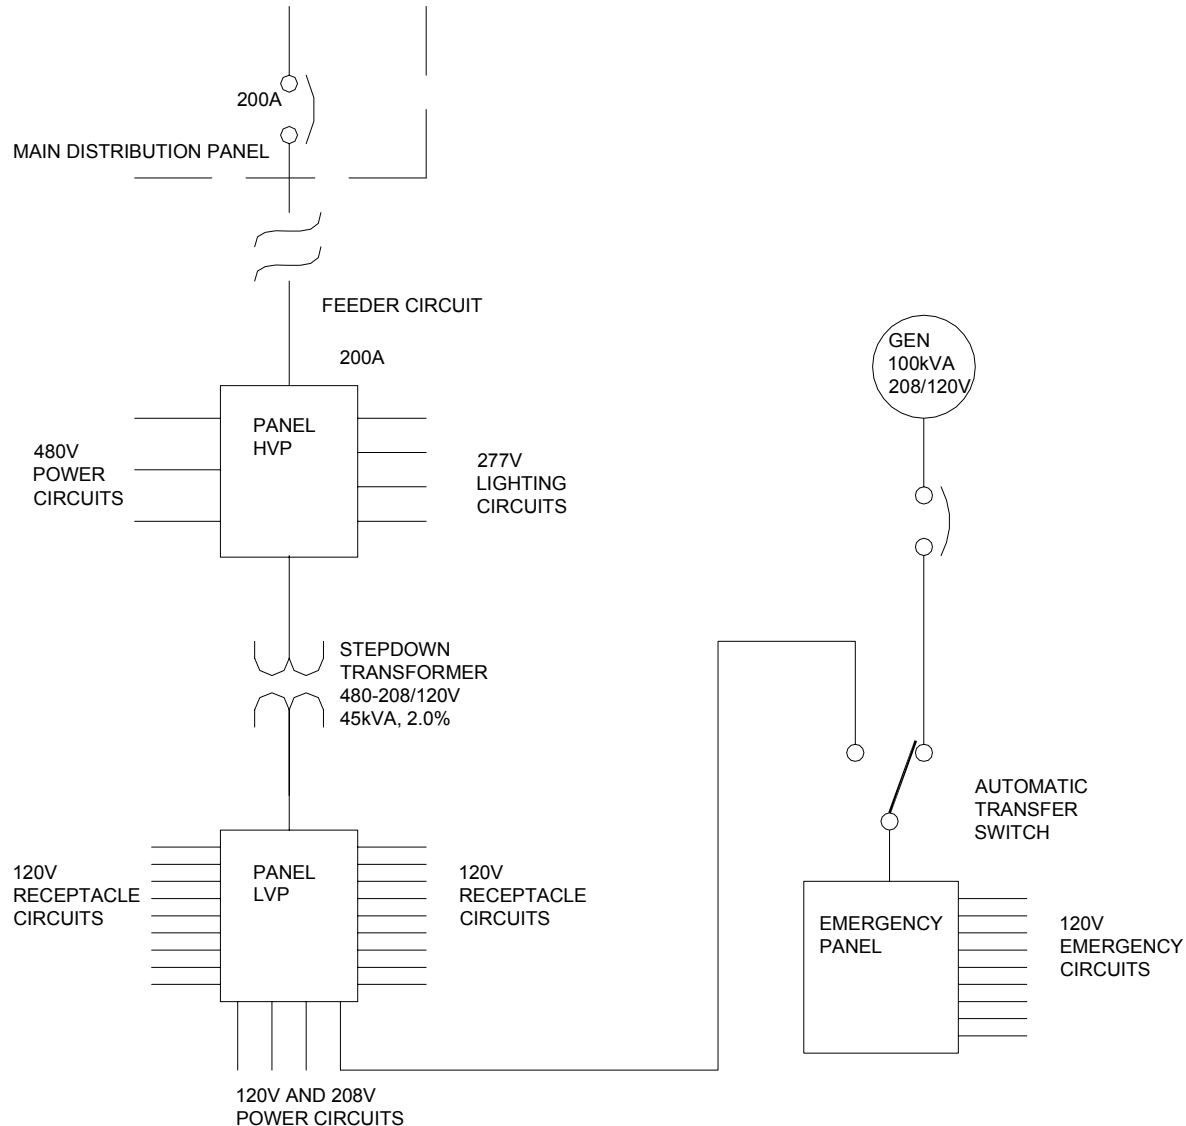 200A
MAIN DISTRIBUTION PANEL
FEEDER CIRCUIT
200A
GEN
100kVA
208/120V
PANEL
HVP
480V
POWER
CIRCUITS
277V
LIGHTING
CIRCUITS
STEPDOWN
TRANSFORMER
480-208/120V
45kVA, 2.0%
AUTOMATIC
TRANSFER
SWITCH
120V
RECEPTACLE
CIRCUITS
PANEL
LVP
120V
RECEPTACLE
CIRCUITS
EMERGENCY
PANEL
120V
EMERGENCY
CIRCUITS
120V AND 208V
POWER CIRCUITS